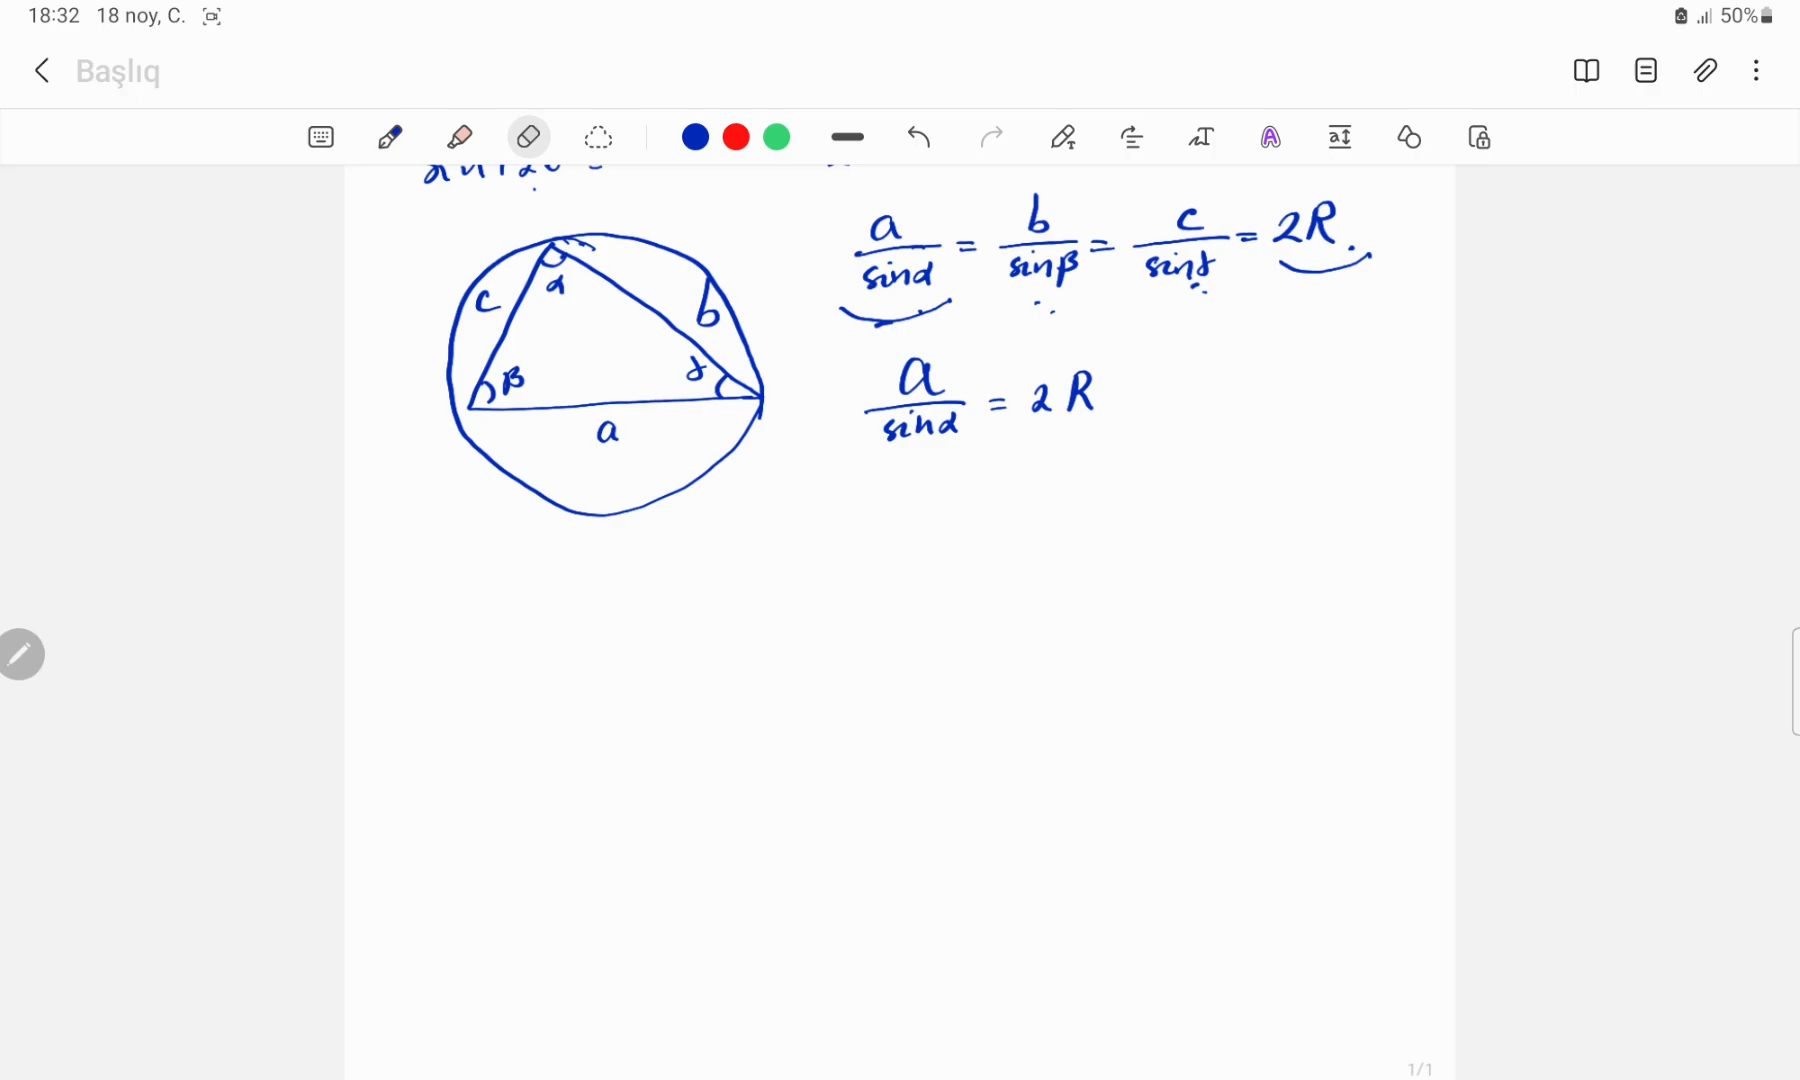 18:32 18 noy, C. 50%
Başlıq
a/sinα = b/sinβ = c/sinγ = 2R.
c α b
β γ
a
a/sinα = 2R
1/1